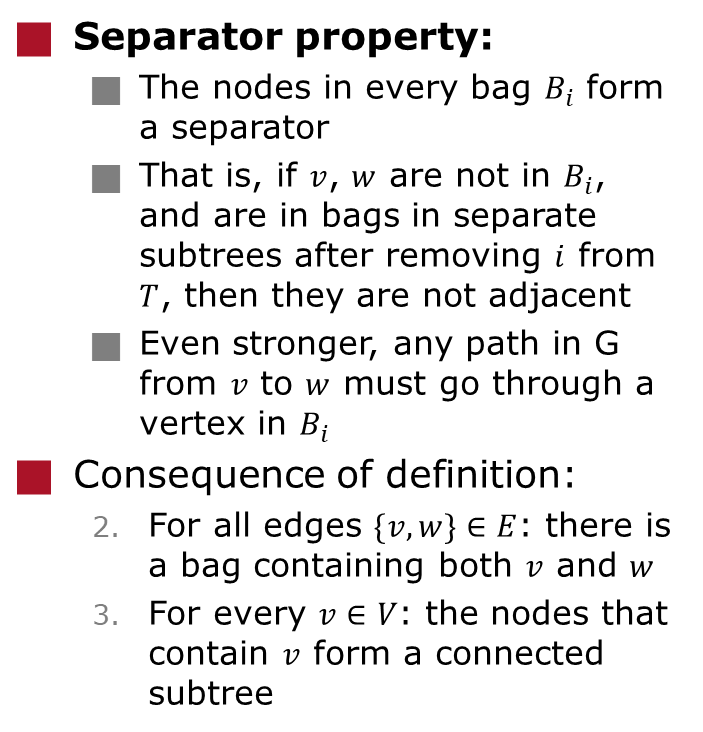 Separator property:
The nodes in every bag 𝐵ᵢ form
a separator
That is, if 𝑣, 𝑤 are not in 𝐵ᵢ,
and are in bags in separate
subtrees after removing 𝑖 from
𝑇, then they are not adjacent
Even stronger, any path in G
from 𝑣 to 𝑤 must go through a
vertex in 𝐵ᵢ
Consequence of definition:
2. For all edges {𝑣, 𝑤} ∈ 𝐸: there is
a bag containing both 𝑣 and 𝑤
3. For every 𝑣 ∈ 𝑉: the nodes that
contain 𝑣 form a connected
subtree